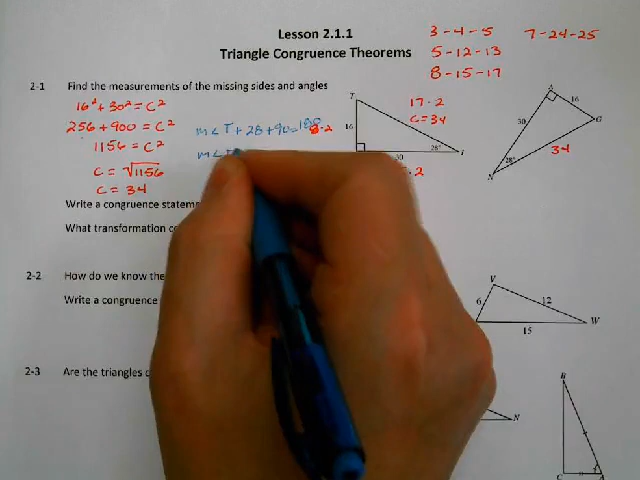 Lesson 2.1.1
Triangle Congruence Theorems
3-4-5
7-24-25
5-12-13
8-15-17
2-1 Find the measurements of the missing sides and angles
16² + 30² = C²
256 + 900 = C²
1156 = C²
C = √1156
C = 34
m∠T + 28 + 90 = 180
m∠T
8·2
T
16
30
28°
I
17·2
C = 34
·2
A
16
G
30
34
28°
N
Write a congruence
What transformation
2-2 How do we know the
Write a congruence
V
6
12
15
W
2-3 Are the triangles
N
B
C